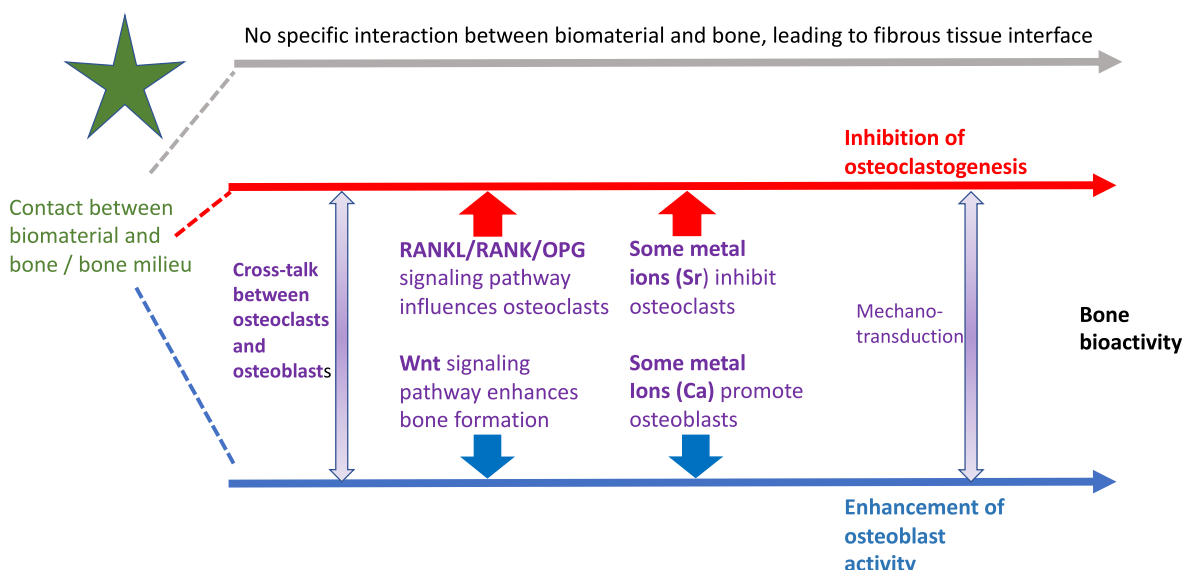 No specific interaction between biomaterial and bone, leading to fibrous tissue interface
Inhibition of
osteoclastogenesis
Contact between
biomaterial and
bone / bone milieu
Cross-talk
between
osteoclasts
and
osteoblasts
RANKL/RANK/OPG
signaling pathway
influences osteoclasts
Wnt signaling
pathway enhances
bone formation
Some metal
ions (Sr) inhibit
osteoclasts
Some metal
Ions (Ca) promote
osteoblasts
Mechano-
transduction
Bone
bioactivity
Enhancement of
osteoblast
activity